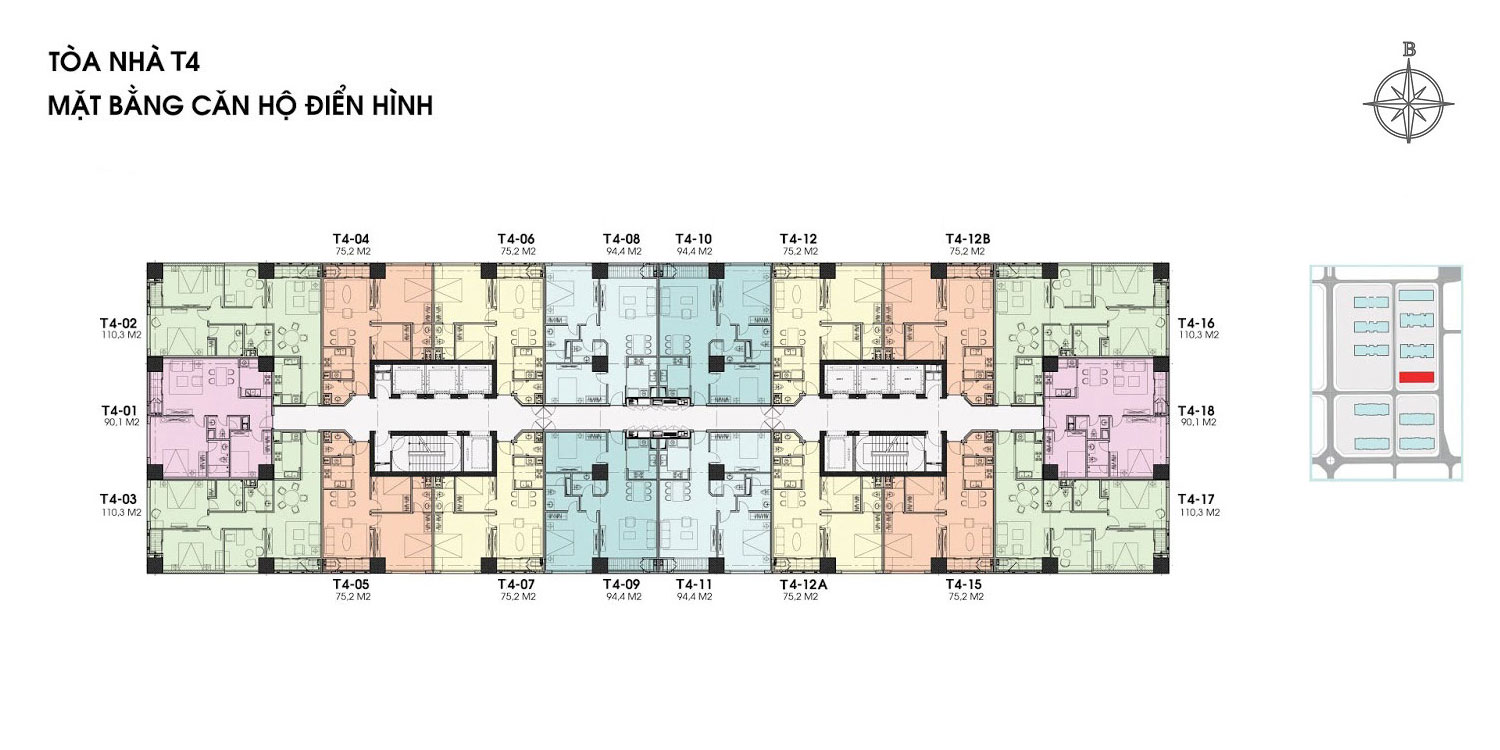 TÒA NHÀ T4
MẶT BẰNG CĂN HỘ ĐIỂN HÌNH
B
T4-04
75,2 M2
T4-06
75,2 M2
T4-08
94,4 M2
T4-10
94,4 M2
T4-12
75,2 M2
T4-12B
75,2 M2
T4-02
110,3 M2
T4-16
110,3 M2
T4-01
90,1 M2
T4-18
90,1 M2
T4-03
110,3 M2
T4-17
110,3 M2
T4-05
75,2 M2
T4-07
75,2 M2
T4-09
94,4 M2
T4-11
94,4 M2
T4-12A
75,2 M2
T4-15
75,2 M2